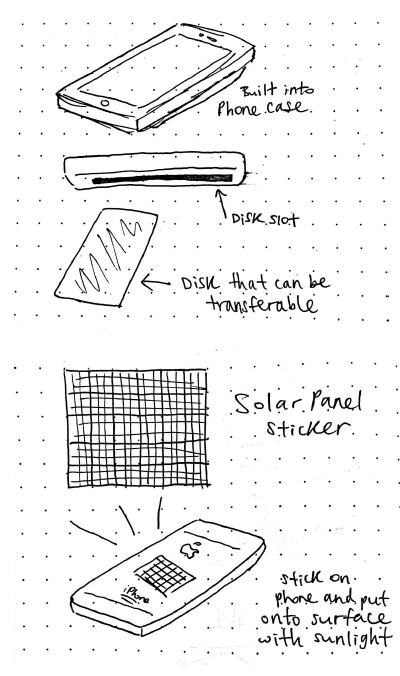 Built into
Phone case.
Disk slot
Disk that can be
transferable
Solar Panel
sticker.
iPhone
stick on
phone and put
onto surface
with sunlight